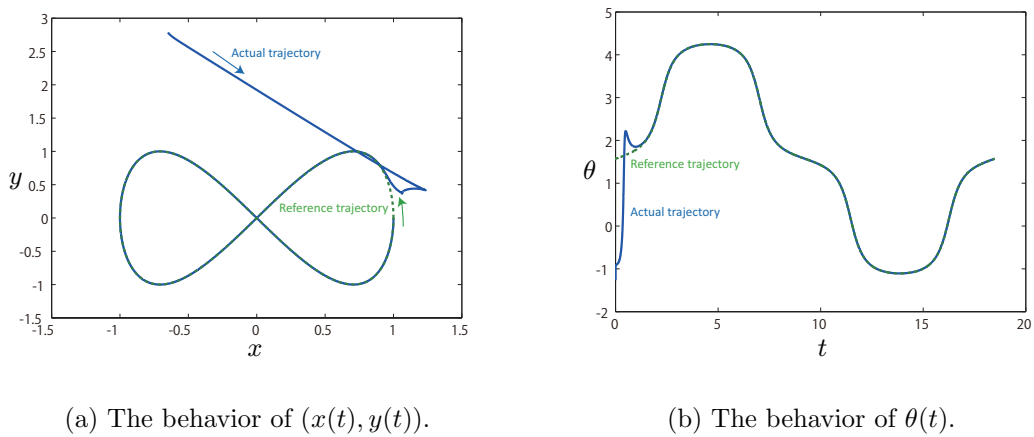 3
2.5
2
1.5
1
0.5
0
-0.5
-1
-1.5
y
-1.5 -1 -0.5 0 0.5 1 1.5
x
Actual trajectory
Reference trajectory
5
4
3
2
1
0
-1
-2
θ
0 5 10 15 20
t
Reference trajectory
Actual trajectory
(a) The behavior of (x(t), y(t)).
(b) The behavior of θ(t).